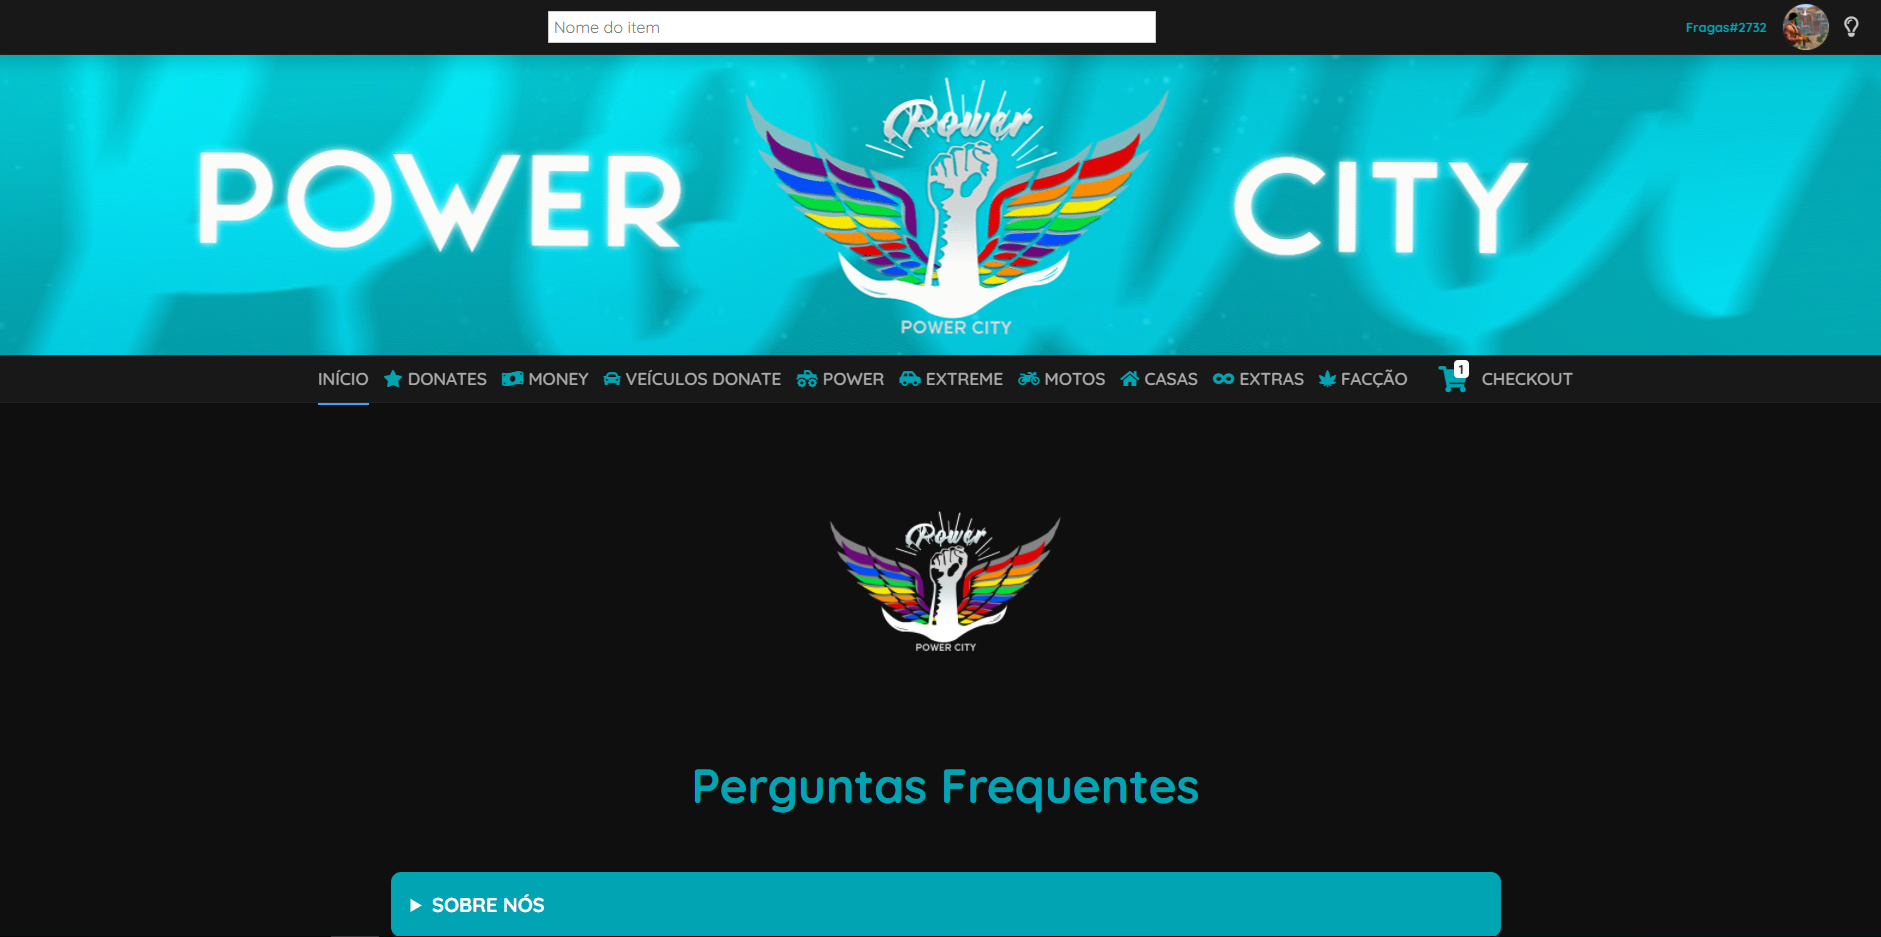 Nome do item
Fragas#2732
POWER
Power
POWER CITY
CITY
INÍCIO DONATES MONEY VEÍCULOS DONATE POWER EXTREME MOTOS CASAS EXTRAS FACÇÃO 1 CHECKOUT
Power
POWER CITY
Perguntas Frequentes
SOBRE NÓS